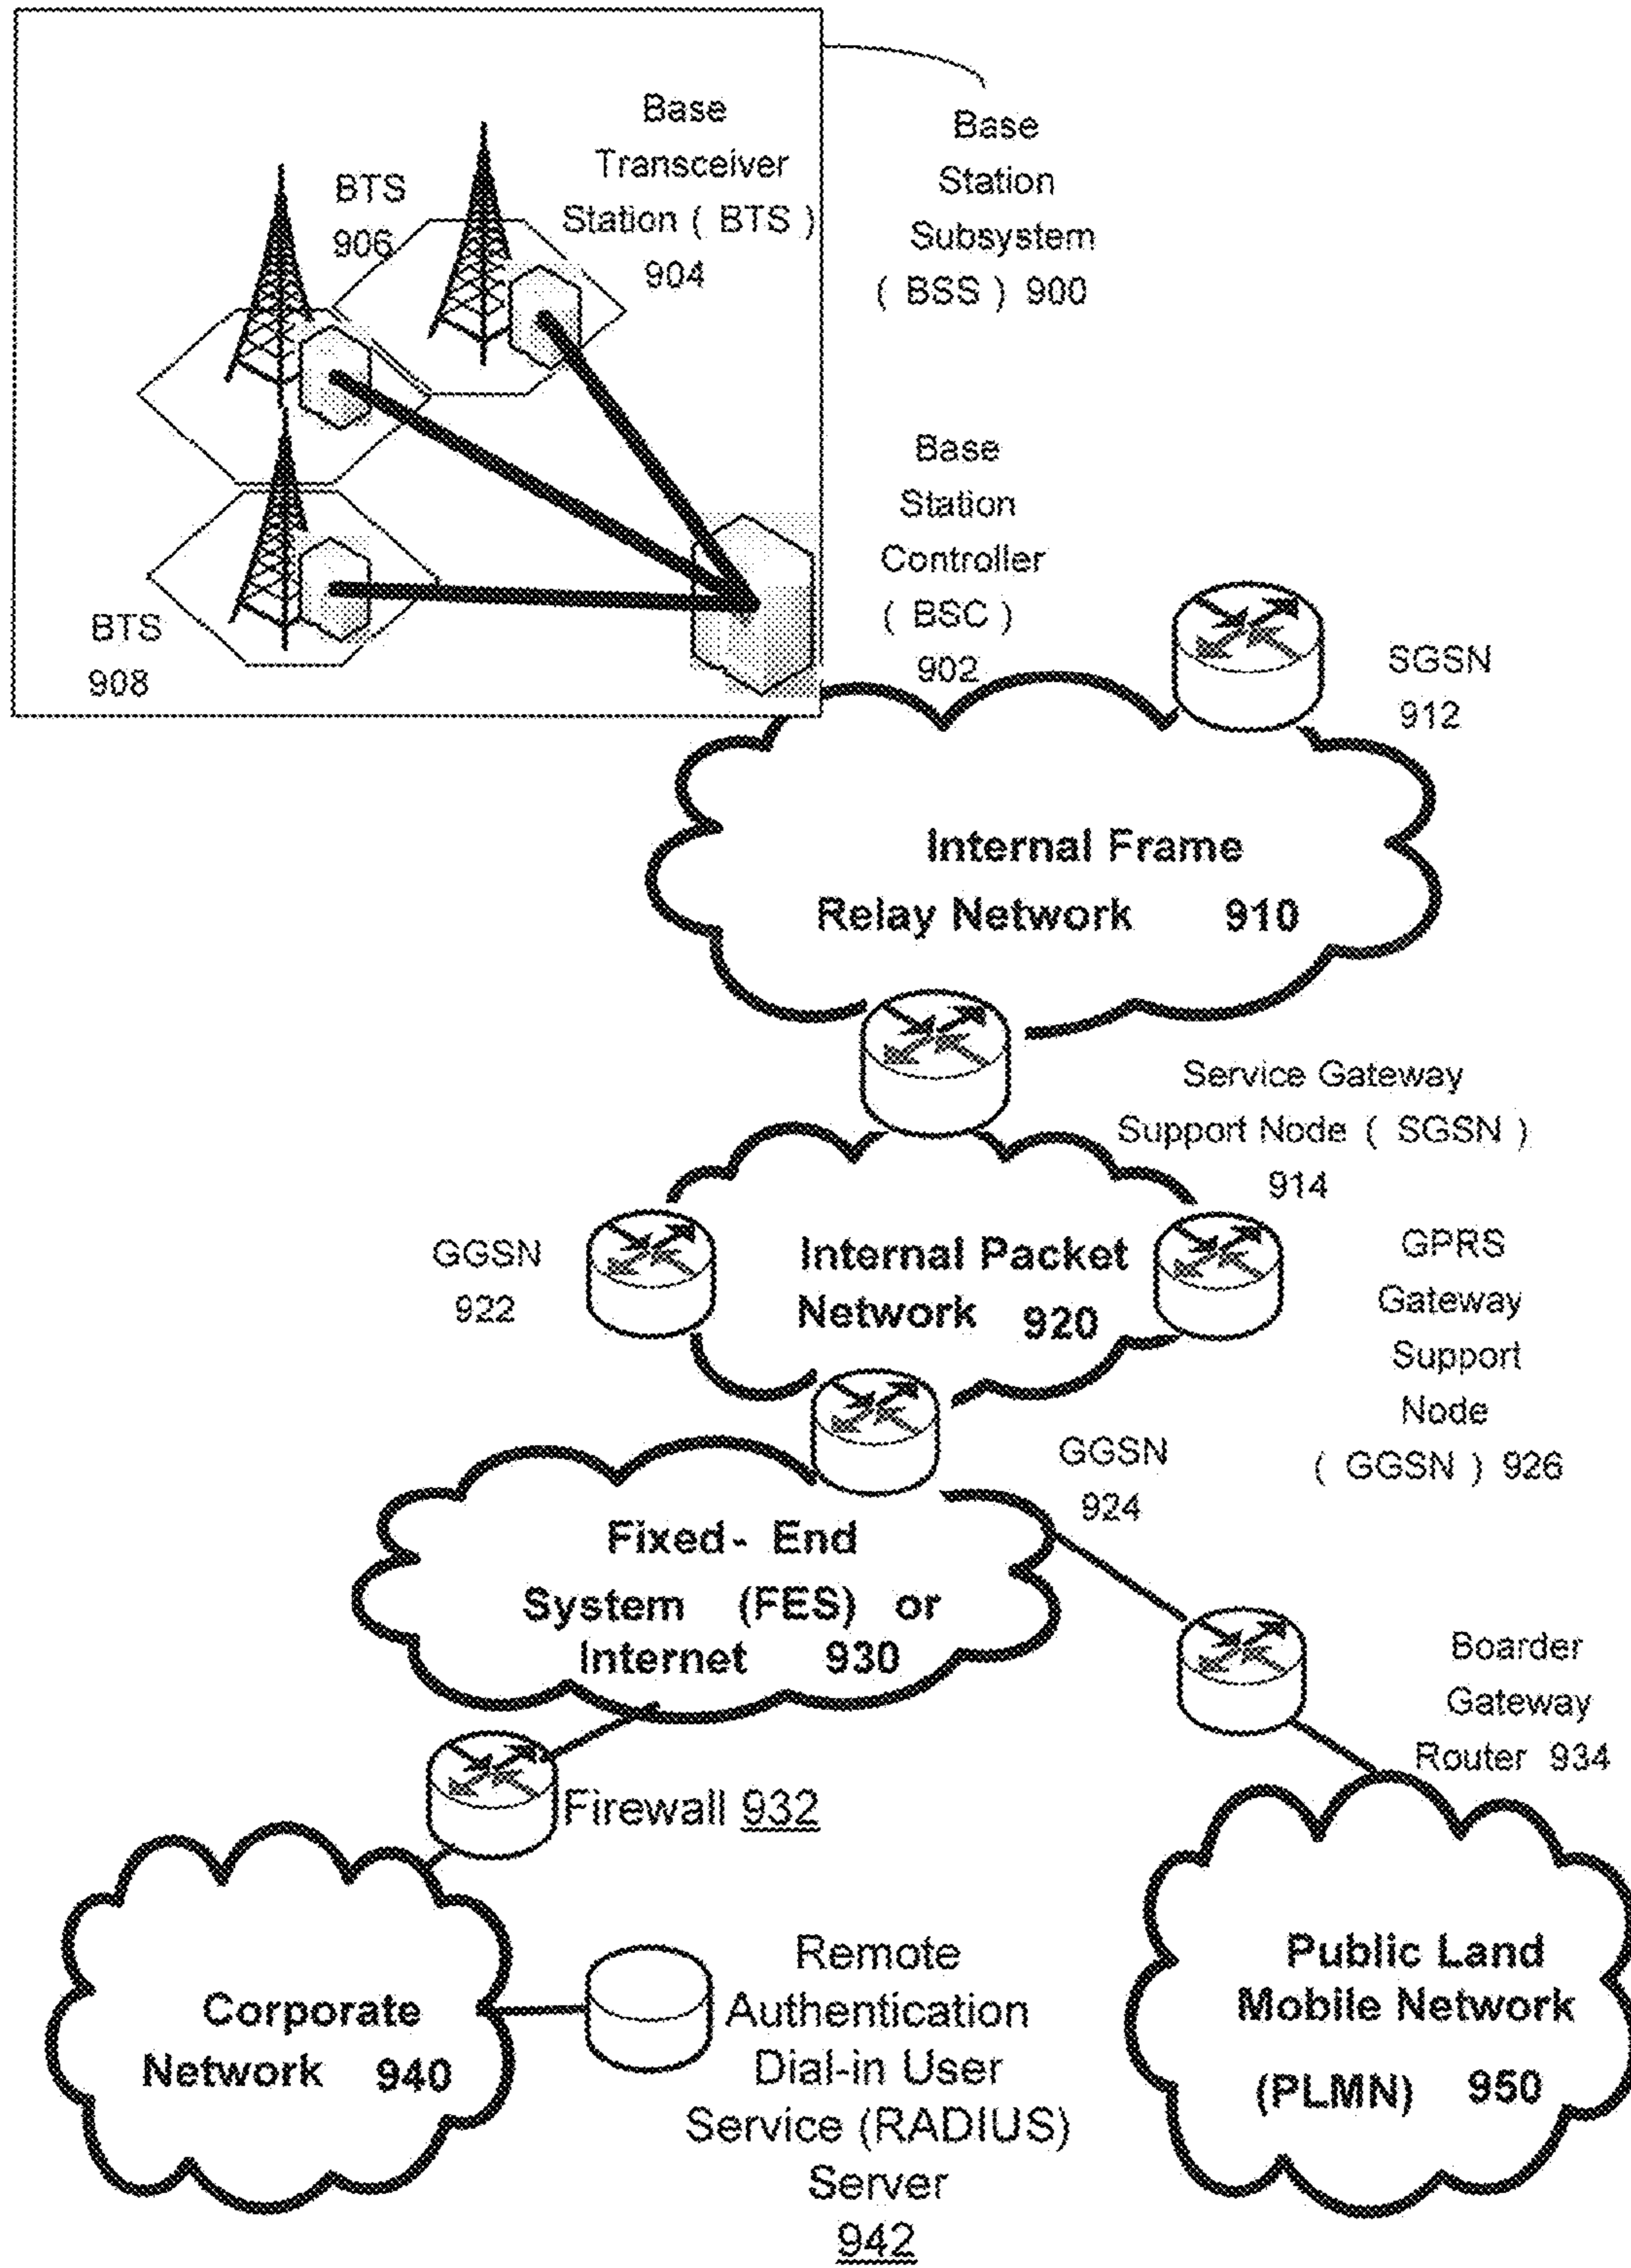 Base
Transceiver
Station ( BTS )
904
BTS
906
BTS
908
Base
Station
Subsystem
( BSS ) 900
Base
Station
Controller
( BSC )
902
SGSN
912
Internal Frame
Relay Network 910
Service Gateway
Support Node ( SGSN )
914
GGSN
922
Internal Packet
Network 920
GPRS
Gateway
Support
Node
( GGSN ) 926
GGSN
924
Fixed- End
System (FES) or
Internet 930
Boarder
Gateway
Router 934
Firewall 932
Corporate
Network 940
Remote
Authentication
Dial-in User
Service (RADIUS)
Server
942
Public Land
Mobile Network
(PLMN) 950